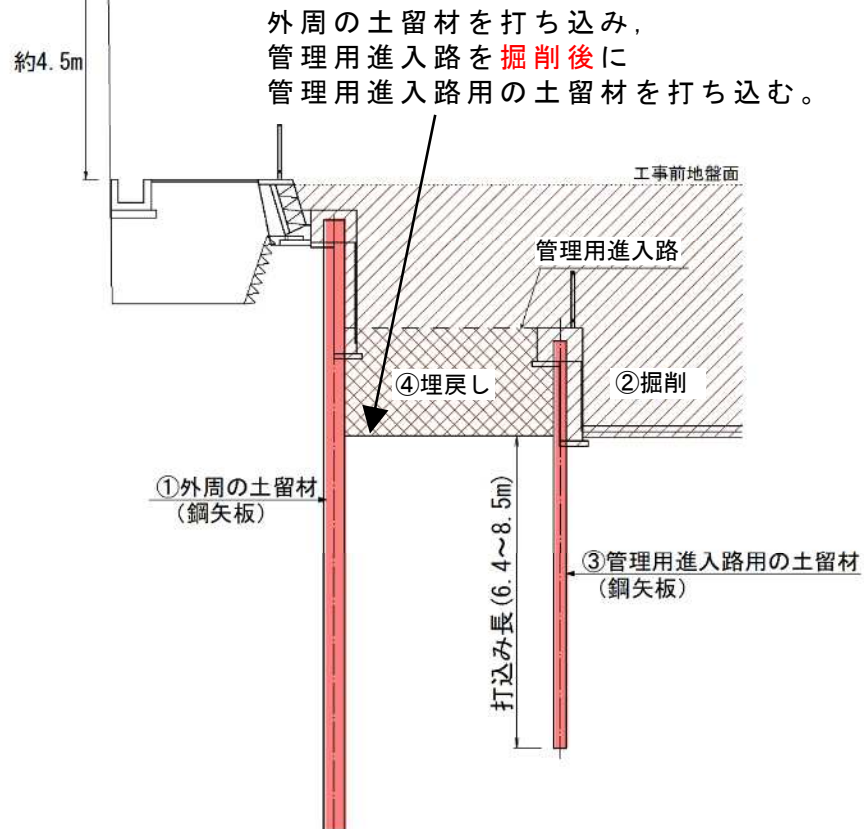 外周の土留材を打ち込み,
管理用進入路を掘削後に
管理用進入路用の土留材を打ち込む。
約4.5m
工事前地盤面
管理用進入路
④埋戻し
②掘削
①外周の土留材
(鋼矢板)
打込み長(6.4～8.5m)
③管理用進入路用の土留材
(鋼矢板)